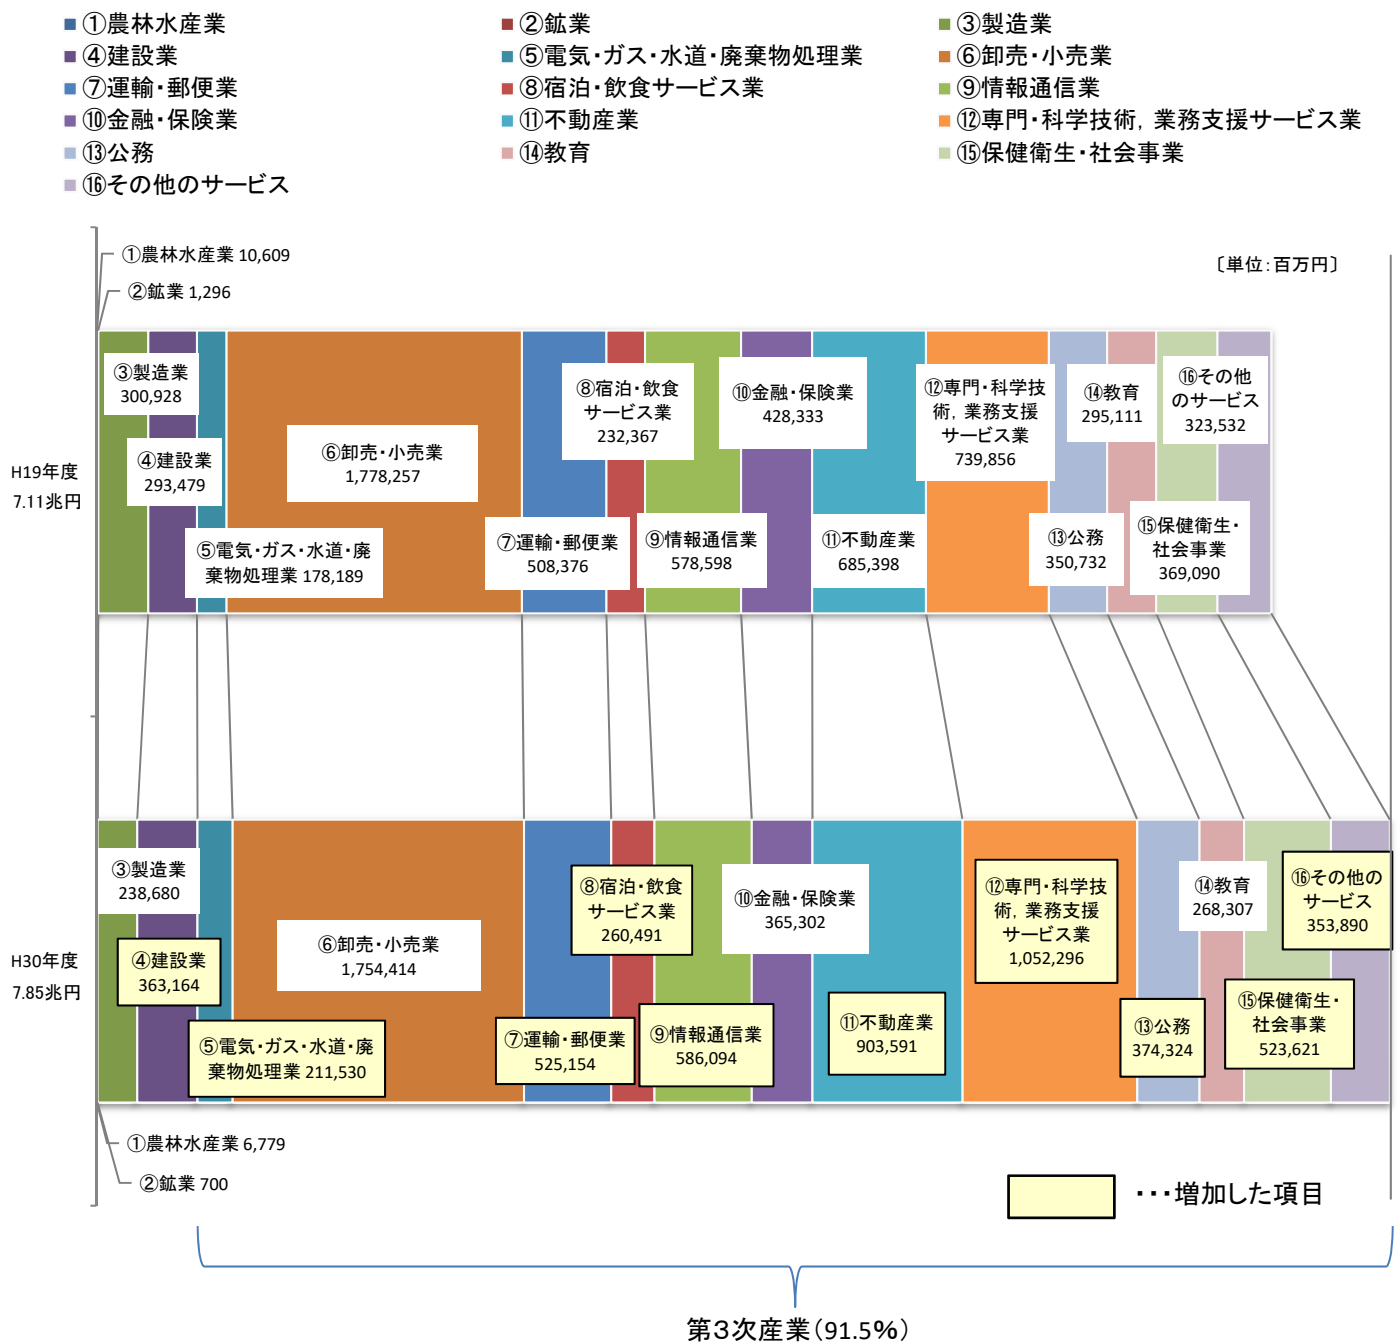 ①農林水産業
②鉱業
③製造業
④建設業
⑤電気・ガス・水道・廃棄物処理業
⑥卸売・小売業
⑦運輸・郵便業
⑧宿泊・飲食サービス業
⑨情報通信業
⑩金融・保険業
⑪不動産業
⑫専門・科学技術，業務支援サービス業
⑬公務
⑭教育
⑮保健衛生・社会事業
⑯その他のサービス
〔単位：百万円〕
①農林水産業 10,609
②鉱業 1,296
H19年度
7.11兆円
③製造業
300,928
④建設業
293,479
⑤電気・ガス・水道・廃
棄物処理業 178,189
⑥卸売・小売業
1,778,257
⑦運輸・郵便業
508,376
⑧宿泊・飲食
サービス業
232,367
⑨情報通信業
578,598
⑩金融・保険業
428,333
⑪不動産業
685,398
⑫専門・科学技
術，業務支援
サービス業
739,856
⑬公務
350,732
⑭教育
295,111
⑮保健衛生・
社会事業
369,090
⑯その他
のサービス
323,532
H30年度
7.85兆円
③製造業
238,680
④建設業
363,164
⑤電気・ガス・水道・廃
棄物処理業 211,530
⑥卸売・小売業
1,754,414
⑦運輸・郵便業
525,154
⑧宿泊・飲食
サービス業
260,491
⑨情報通信業
586,094
⑩金融・保険業
365,302
⑪不動産業
903,591
⑫専門・科学技
術，業務支援
サービス業
1,052,296
⑬公務
374,324
⑭教育
268,307
⑮保健衛生・
社会事業
523,621
⑯その他の
サービス
353,890
①農林水産業 6,779
②鉱業 700
・・・増加した項目
第３次産業（91.5%）